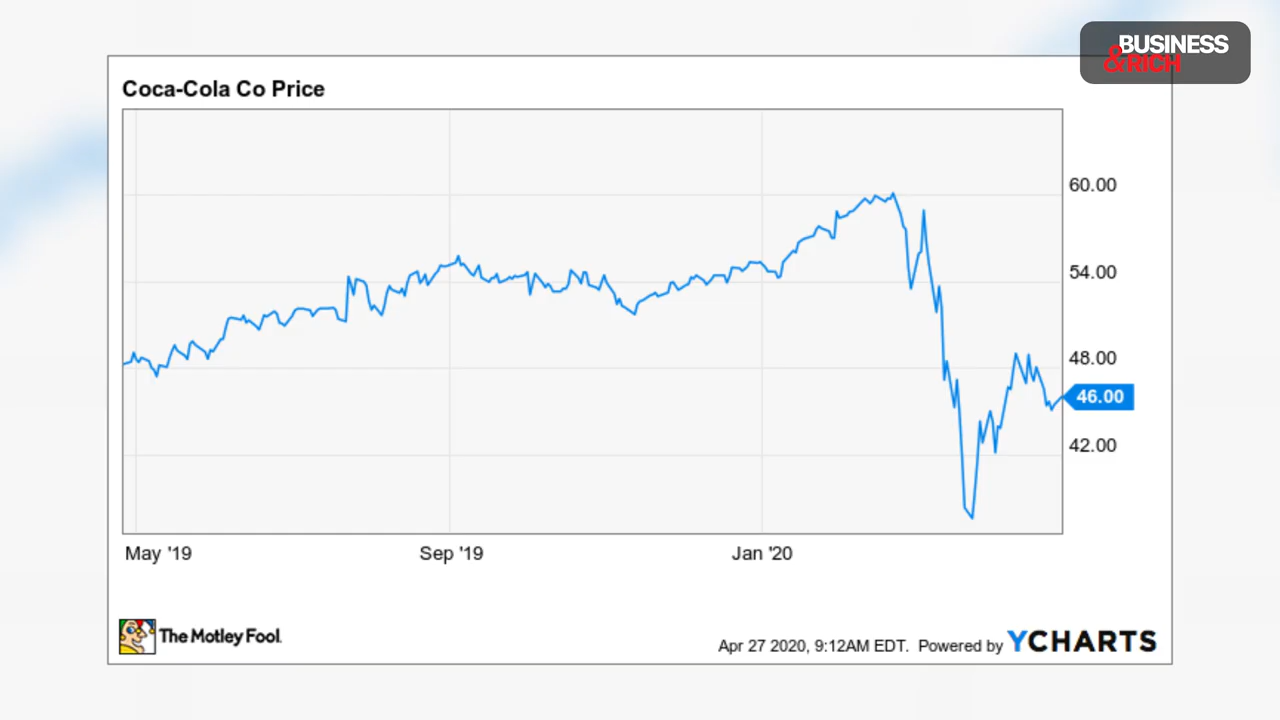 BUSINESS
&RICH
Coca-Cola Co Price
60.00
54.00
48.00
46.00
42.00
May '19
Sep '19
Jan '20
The Motley Fool.
Apr 27 2020, 9:12AM EDT. Powered by YCHARTS